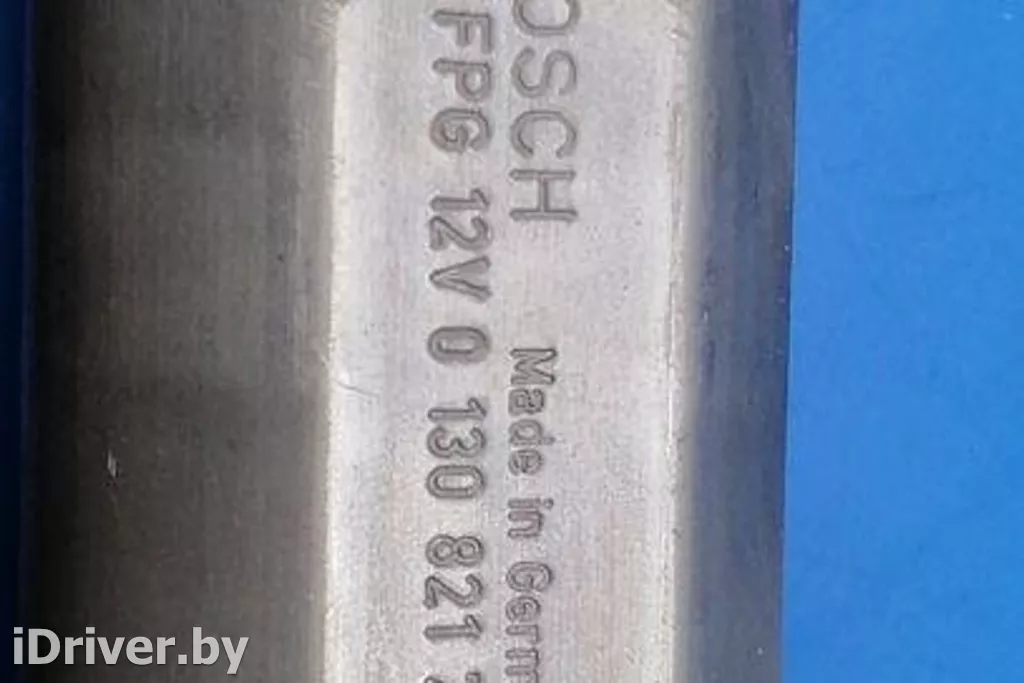 OSCH
FPG 12V 0 130 821
Made in Germ
iDriver.by